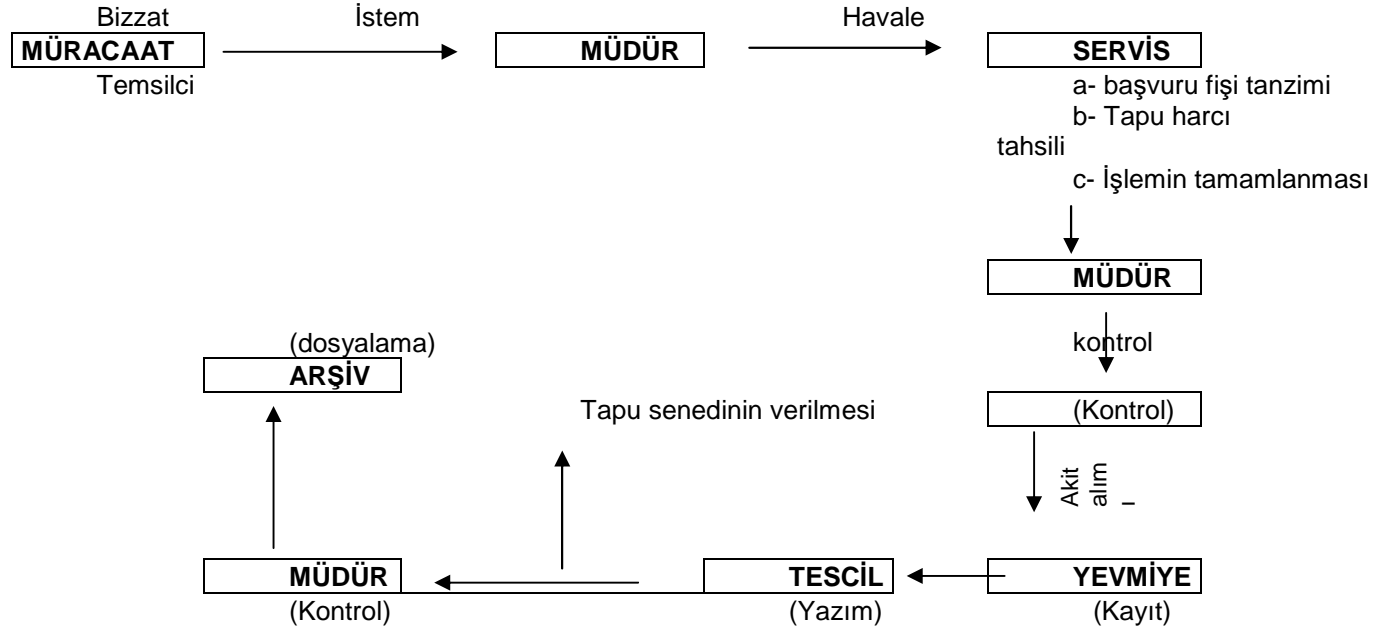 Bizzat İstem Havale
MÜRACAAT MÜDÜR SERVİS
Temsilci a- başvuru fişi tanzimi
b- Tapu harcı
tahsili
c- İşlemin tamamlanması
MÜDÜR
(dosyalama) kontrol
ARŞİV
Tapu senedinin verilmesi (Kontrol)
Akit
alım
ı
MÜDÜR TESCİL YEVMİYE
(Kontrol) (Yazım) (Kayıt)